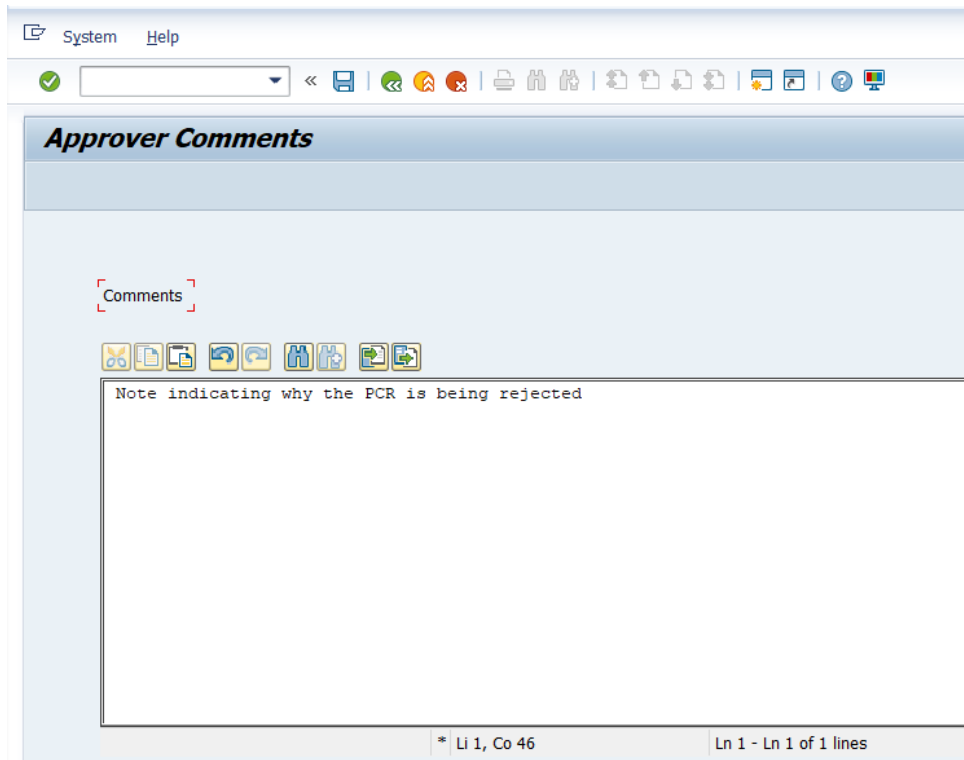 System Help
Approver Comments
Comments
Note indicating why the PCR is being rejected
* Li 1, Co 46 Ln 1 - Ln 1 of 1 lines